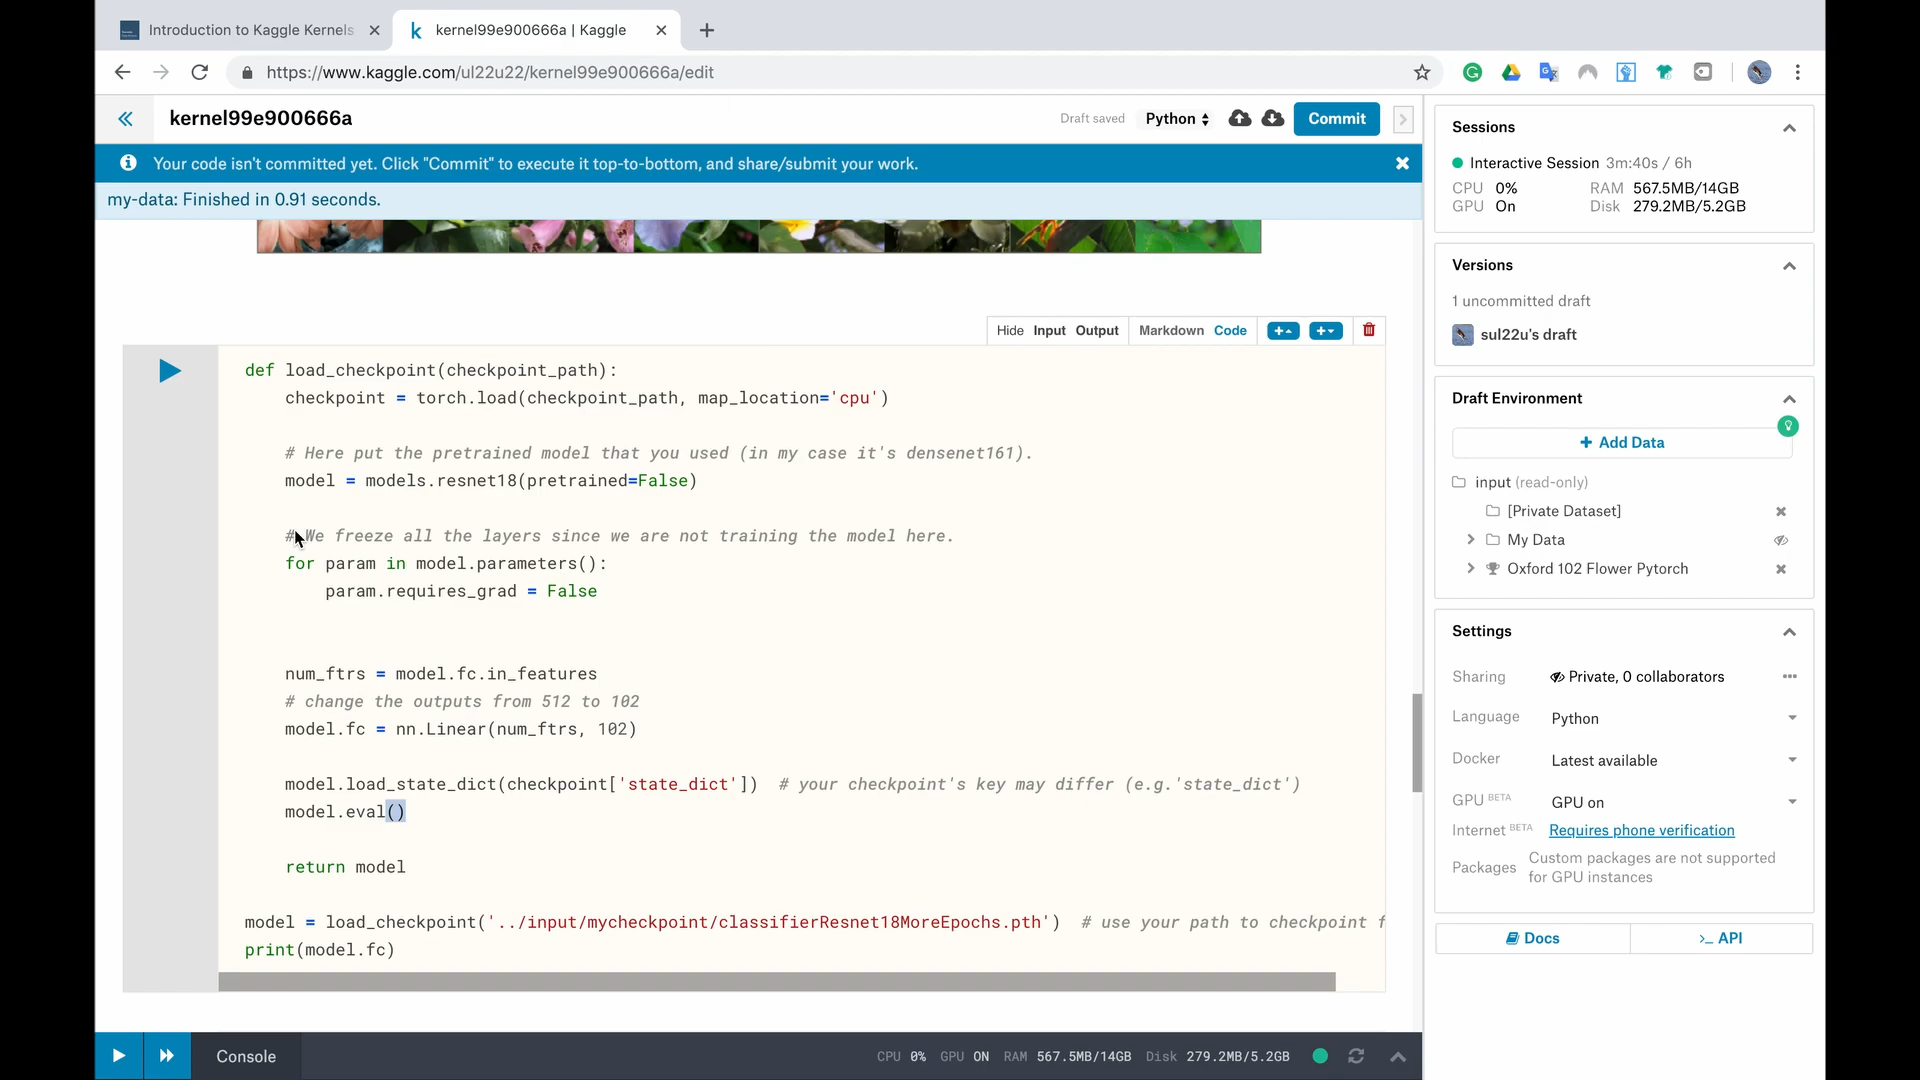 Introduction to Kaggle Kernels
kernel99e900666a | Kaggle
https://www.kaggle.com/ul22u22/kernel99e900666a/edit
kernel99e900666a
Draft saved
Python
Commit
Your code isn't committed yet. Click "Commit" to execute it top-to-bottom, and share/submit your work.
my-data: Finished in 0.91 seconds.
Hide Input Output Markdown Code
def load_checkpoint(checkpoint_path):
checkpoint = torch.load(checkpoint_path, map_location='cpu')
# Here put the pretrained model that you used (in my case it's densenet161).
model = models.resnet18(pretrained=False)
# We freeze all the layers since we are not training the model here.
for param in model.parameters():
param.requires_grad = False
num_ftrs = model.fc.in_features
# change the outputs from 512 to 102
model.fc = nn.Linear(num_ftrs, 102)
model.load_state_dict(checkpoint['state_dict']) # your checkpoint's key may differ (e.g.'state_dict')
model.eval()
return model
model = load_checkpoint('../input/mycheckpoint/classifierResnet18MoreEpochs.pth') # use your path to checkpoint f
print(model.fc)
Console
CPU 0% GPU ON RAM 567.5MB/14GB Disk 279.2MB/5.2GB
Sessions
Interactive Session 3m:40s / 6h
CPU 0% RAM 567.5MB/14GB
GPU On Disk 279.2MB/5.2GB
Versions
1 uncommitted draft
sul22u's draft
Draft Environment
+ Add Data
input (read-only)
[Private Dataset]
My Data
Oxford 102 Flower Pytorch
Settings
Sharing Private, 0 collaborators
Language Python
Docker Latest available
GPU BETA GPU on
Internet BETA Requires phone verification
Packages Custom packages are not supported
for GPU instances
Docs
>_ API